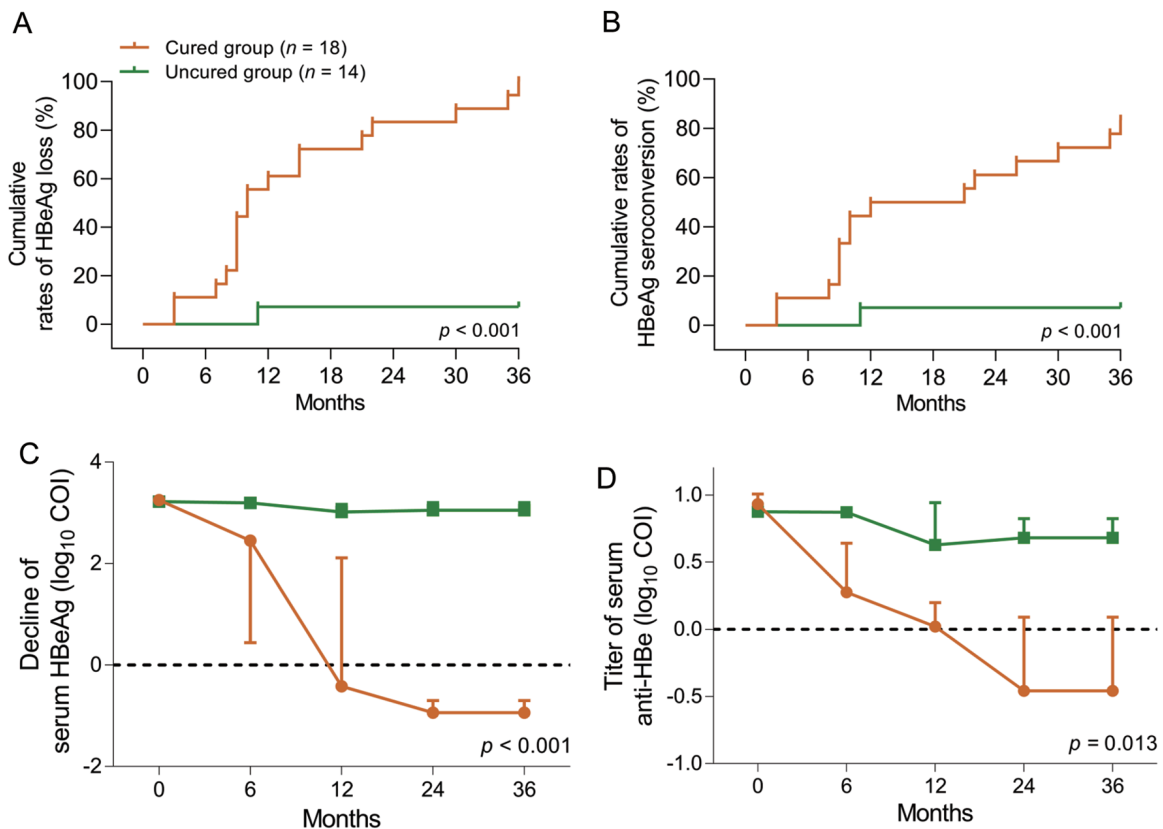 A
Cured group (n = 18)
Uncured group (n = 14)
Cumulative
rates of HBeAg loss (%)
100
80
60
40
20
0
p < 0.001
0 6 12 18 24 30 36
Months
B
Cumulative rates of
HBeAg seroconversion (%)
100
80
60
40
20
0
p < 0.001
0 6 12 18 24 30 36
Months
C
Decline of
serum HBeAg (log10 COI)
4
2
0
-2
p < 0.001
0 6 12 24 36
Months
D
Titer of serum
anti-HBe (log10 COI)
1.0
0.5
0.0
-0.5
-1.0
p = 0.013
0 6 12 24 36
Months